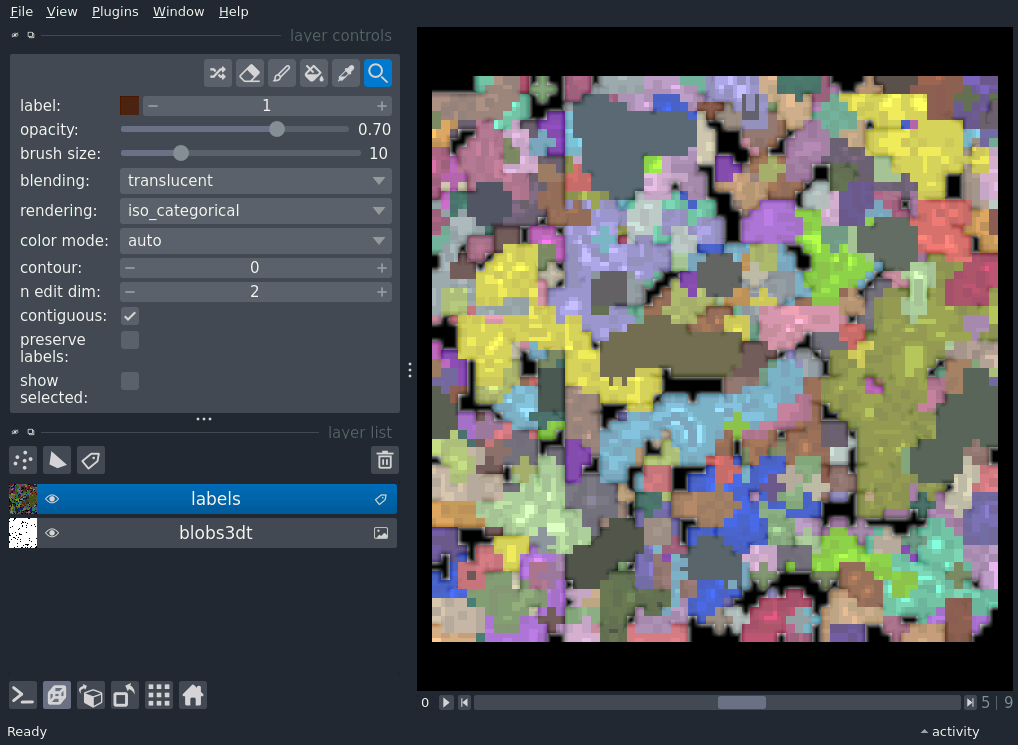 File View Plugins Window Help
layer controls
label: 1
opacity: 0.70
brush size: 10
blending: translucent
rendering: iso_categorical
color mode: auto
contour: 0
n edit dim: 2
contiguous:
preserve
labels:
show
selected:
layer list
labels
blobs3dt
0 5 | 9
Ready activity